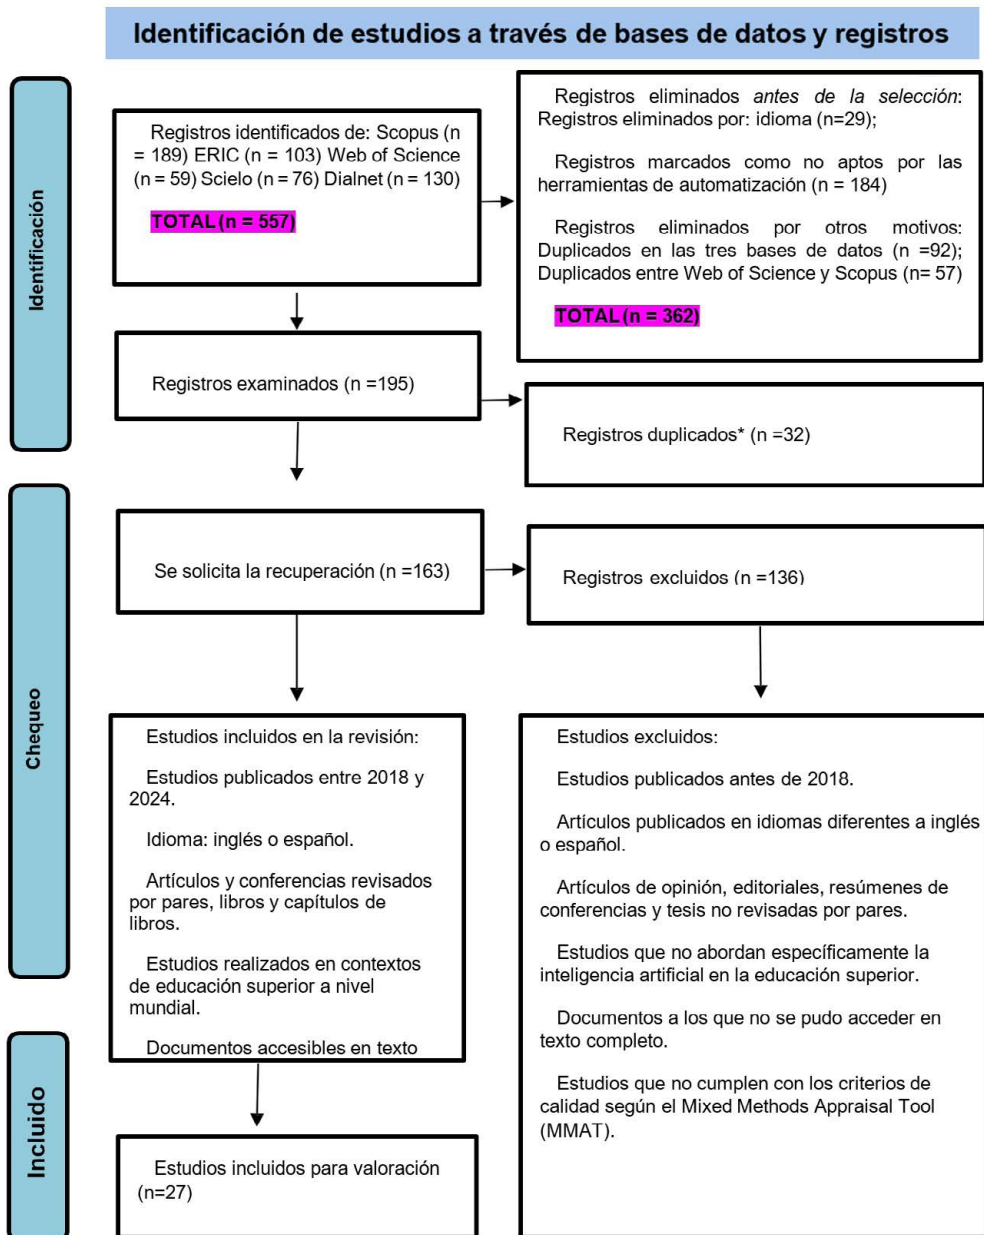 Identificación de estudios a través de bases de datos y registros
Identificación
Registros identificados de: Scopus (n
= 189) ERIC (n = 103) Web of Science
(n = 59) Scielo (n = 76) Dialnet (n = 130)
TOTAL (n = 557)
Registros eliminados antes de la selección:
Registros eliminados por: idioma (n=29);
Registros marcados como no aptos por las
herramientas de automatización (n = 184)
Registros eliminados por otros motivos:
Duplicados en las tres bases de datos (n =92);
Duplicados entre Web of Science y Scopus (n= 57)
TOTAL (n = 362)
Registros examinados (n =195)
Registros duplicados* (n =32)
Chequeo
Se solicita la recuperación (n =163)
Registros excluidos (n =136)
Estudios incluidos en la revisión:
Estudios publicados entre 2018 y
2024.
Idioma: inglés o español.
Artículos y conferencias revisados
por pares, libros y capítulos de
libros.
Estudios realizados en contextos
de educación superior a nivel
mundial.
Documentos accesibles en texto
Estudios excluidos:
Estudios publicados antes de 2018.
Artículos publicados en idiomas diferentes a inglés
o español.
Artículos de opinión, editoriales, resúmenes de
conferencias y tesis no revisadas por pares.
Estudios que no abordan específicamente la
inteligencia artificial en la educación superior.
Documentos a los que no se pudo acceder en
texto completo.
Estudios que no cumplen con los criterios de
calidad según el Mixed Methods Appraisal Tool
(MMAT).
Incluido
Estudios incluidos para valoración
(n=27)